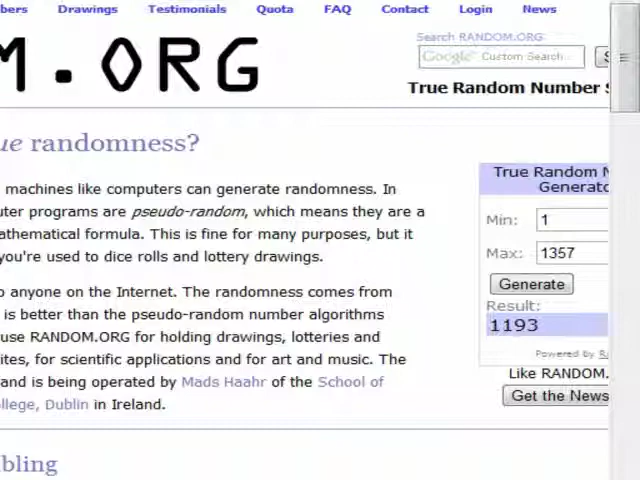 bers Drawings Testimonials Quota FAQ Contact Login News
Search RANDOM.ORG
M.ORG
Google Custom Search S
True Random Number S
ue randomness?
True Random N
Generato
machines like computers can generate randomness. In
uter programs are pseudo-random, which means they are a
Min: 1
athematical formula. This is fine for many purposes, but it
you're used to dice rolls and lottery drawings.
Max: 1357
Generate
o anyone on the Internet. The randomness comes from
Result:
is better than the pseudo-random number algorithms
1193
use RANDOM.ORG for holding drawings, lotteries and
ites, for scientific applications and for art and music. The
Powered by R
Like RANDOM.
and is being operated by Mads Haahr of the School of
Get the News
llege, Dublin in Ireland.
bling